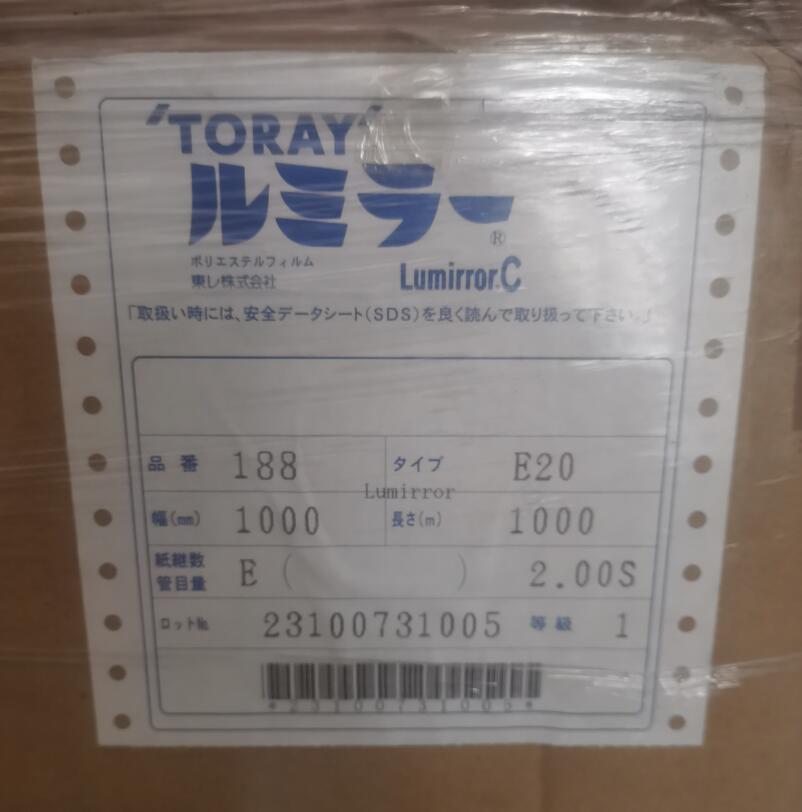 'TORAY'
ルミラー®
ポリエステルフィルム
東レ株式会社 Lumirror.C
「取扱い時には、安全データシート(SDS)を良く読んで取り扱って下さい。」
品番 188 タイプ E20
Lumirror
幅(mm) 1000 長さ(m) 1000
紙継数 管目量 E ( ) 2.00S
ロット№ 23100731005 等級 1
*23100731005*